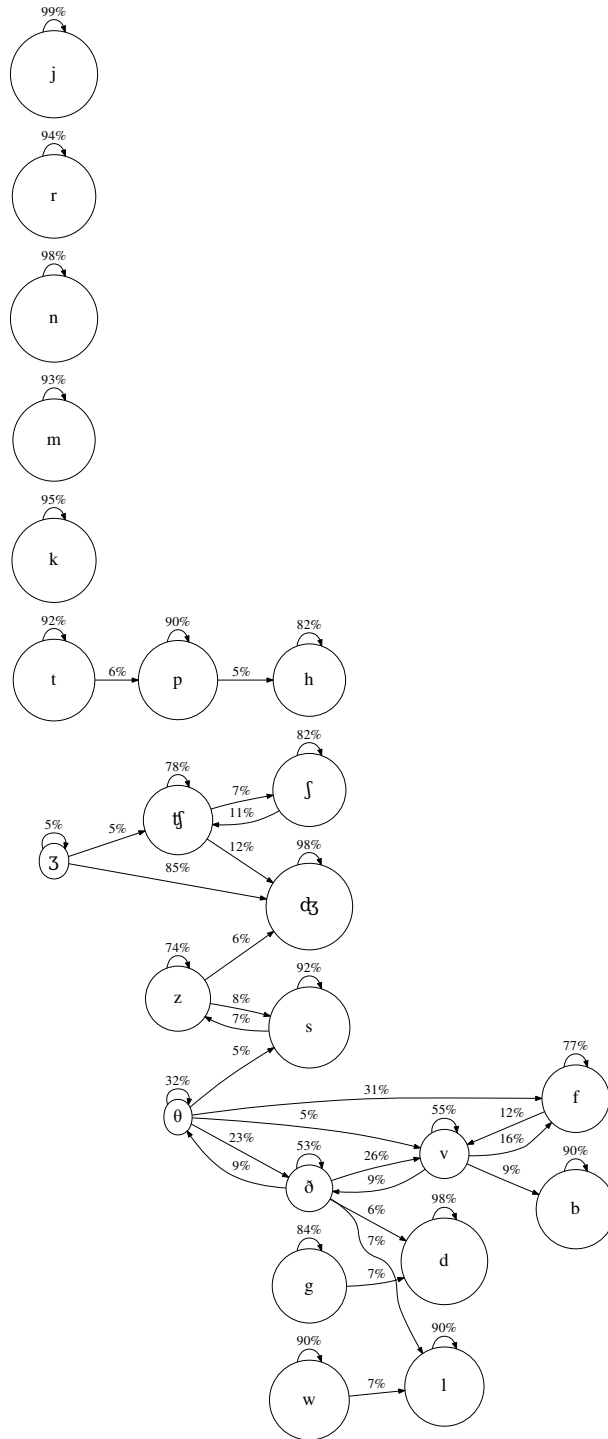 99%
j
94%
r
98%
n
93%
m
95%
k
92% 90% 82%
t 6% p 5% h
82%
78% 7% ʃ
ʧ 11%
5% 5% 12%
ʒ 85% 98%
ʤ
74% 6%
z 8% 92%
7% s
5%
32% 77%
θ 31% f
5% 55% 12%
23% 53% 26% v 16%
9% ð 9% 9% 90%
6% 98% b
84% 7% d
g 7%
90% 90%
w 7% l